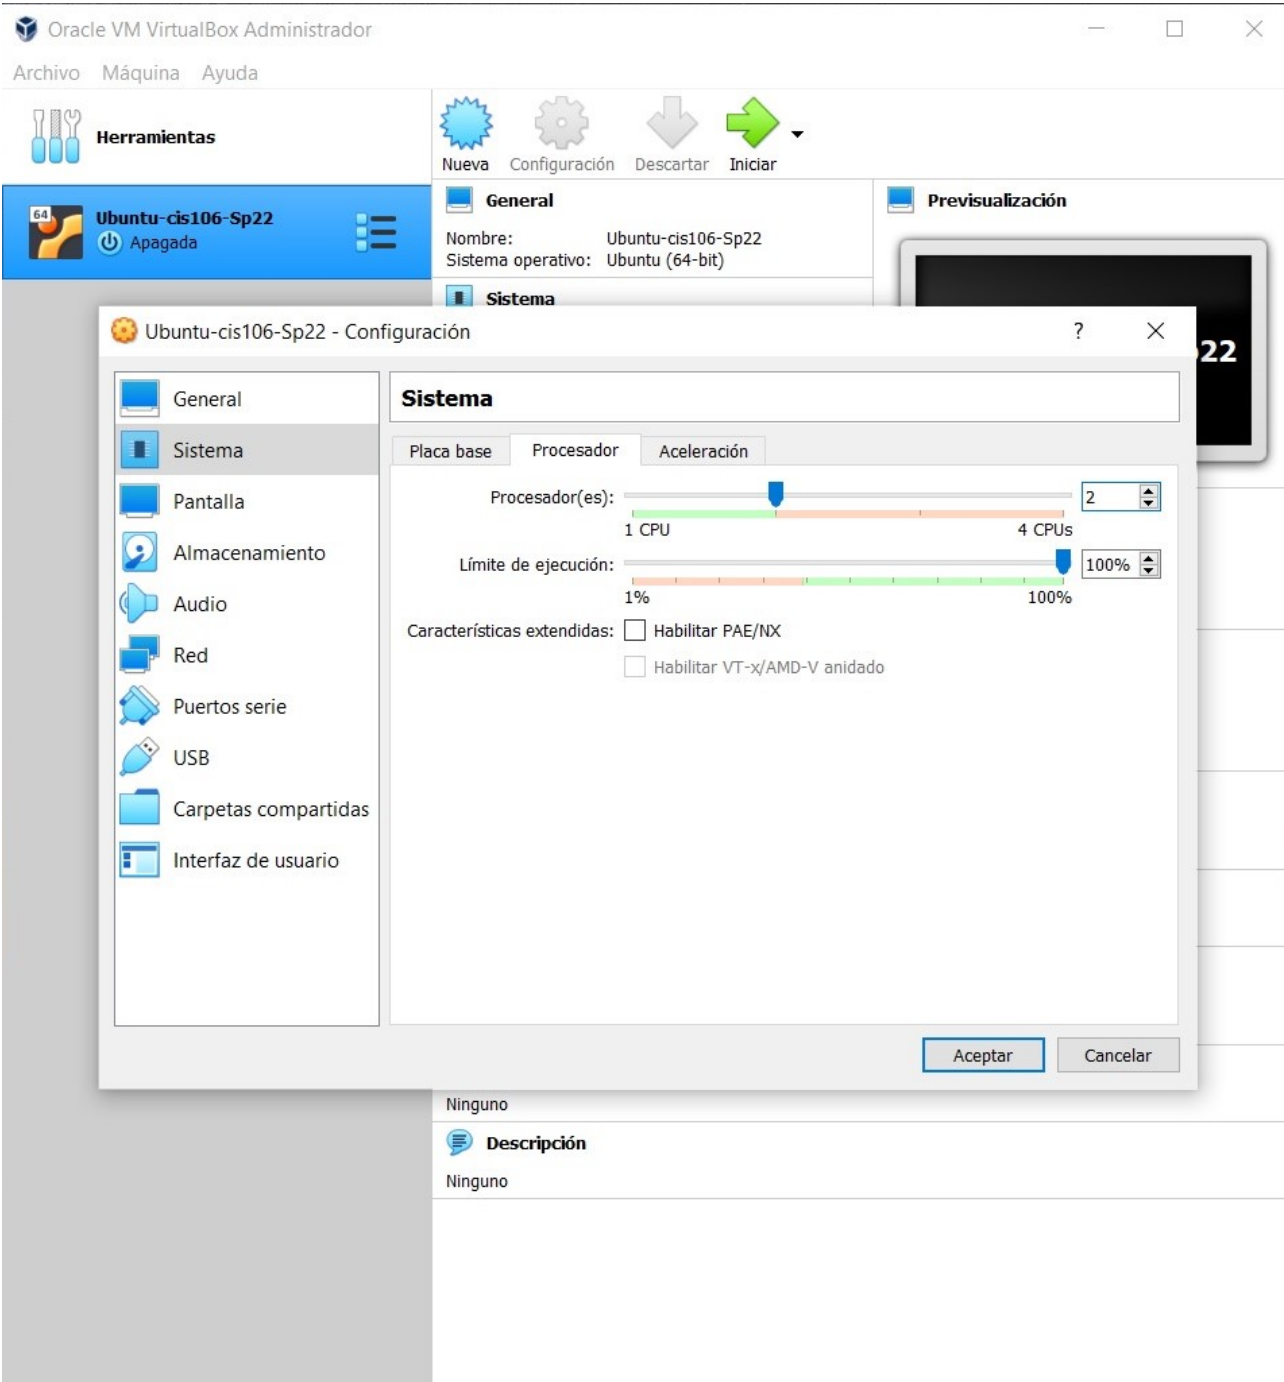 Oracle VM VirtualBox Administrador
Archivo Máquina Ayuda
Herramientas
Nueva Configuración Descartar Iniciar
64
Ubuntu-cis106-Sp22
Apagada
General
Nombre: Ubuntu-cis106-Sp22
Sistema operativo: Ubuntu (64-bit)
Sistema
Previsualización
22
Ubuntu-cis106-Sp22 - Configuración
?
General
Sistema
Pantalla
Almacenamiento
Audio
Red
Puertos serie
USB
Carpetas compartidas
Interfaz de usuario
Sistema
Placa base Procesador Aceleración
Procesador(es): 2
1 CPU 4 CPUs
Límite de ejecución: 100%
1% 100%
Características extendidas: Habilitar PAE/NX
Habilitar VT-x/AMD-V anidado
Aceptar Cancelar
Ninguno
Descripción
Ninguno